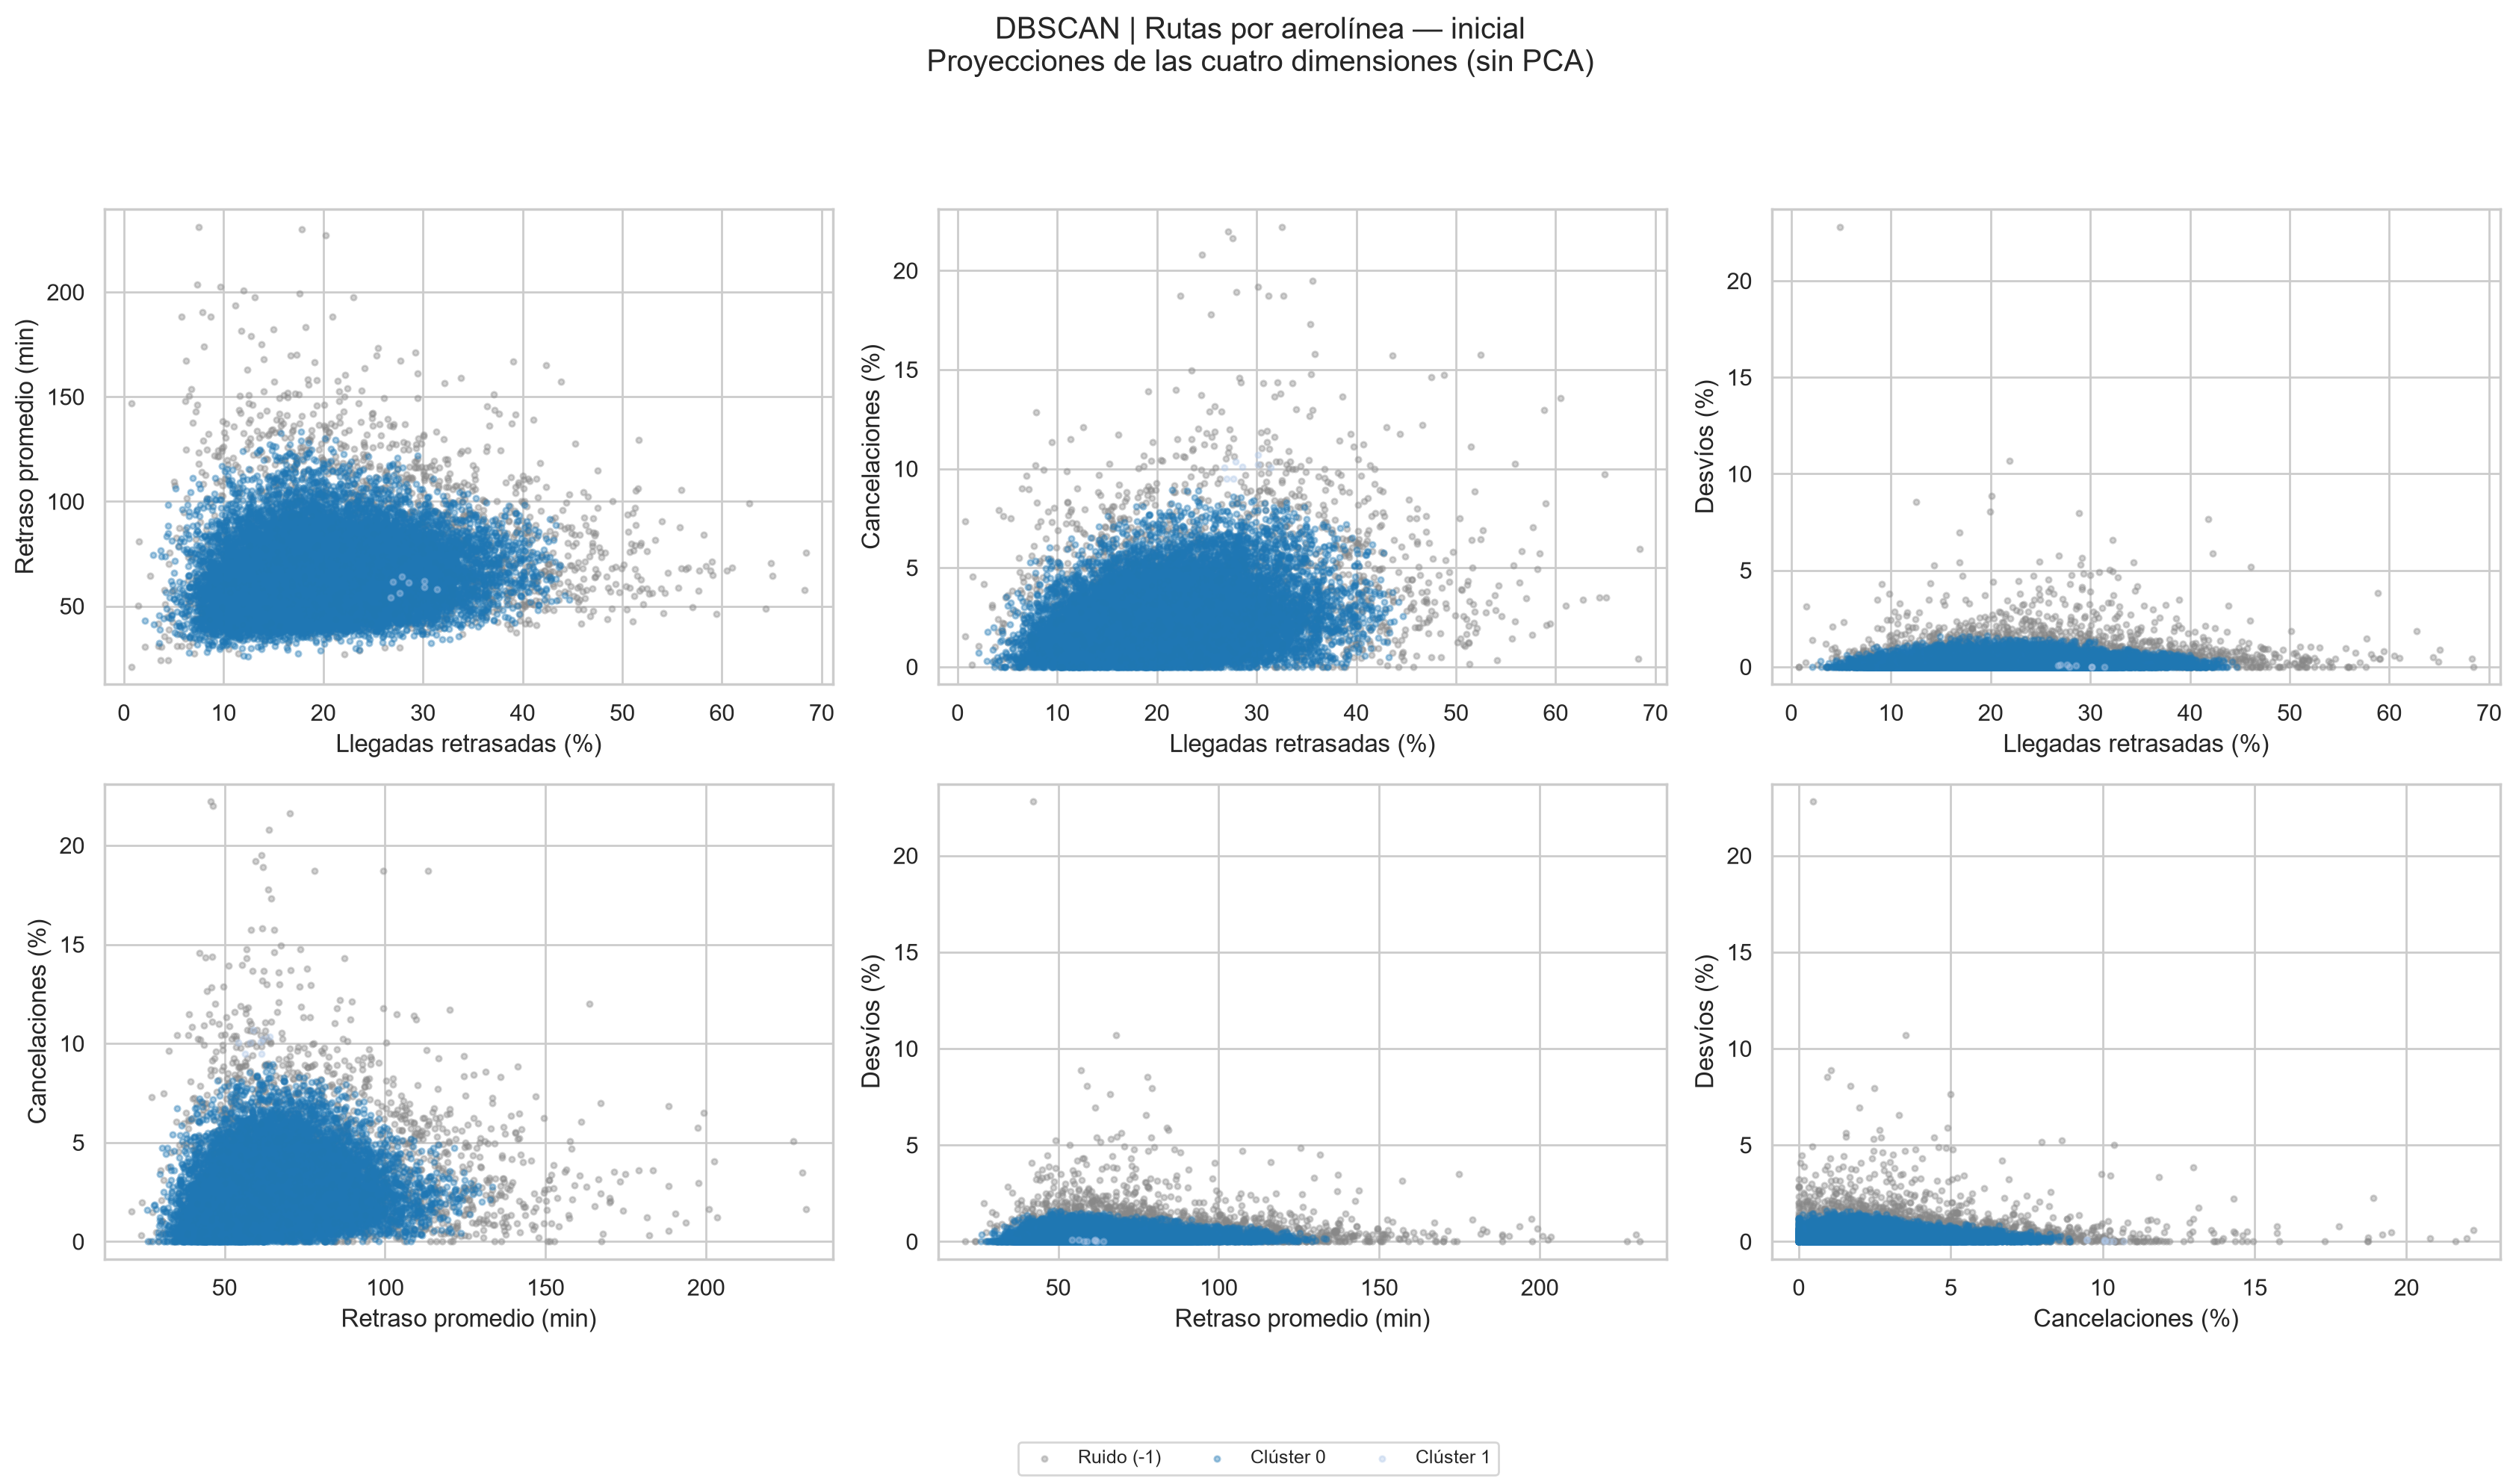 DBSCAN | Rutas por aerolínea — inicial
Proyecciones de las cuatro dimensiones (sin PCA)
Retraso promedio (min)
200
150
100
50
0 10 20 30 40 50 60 70
Llegadas retrasadas (%)
Cancelaciones (%)
20
15
10
5
0
0 10 20 30 40 50 60 70
Llegadas retrasadas (%)
Desvíos (%)
20
15
10
5
0
0 10 20 30 40 50 60 70
Llegadas retrasadas (%)
Cancelaciones (%)
20
15
10
5
0
50 100 150 200
Retraso promedio (min)
Desvíos (%)
20
15
10
5
0
50 100 150 200
Retraso promedio (min)
Desvíos (%)
20
15
10
5
0
0 5 10 15 20
Cancelaciones (%)
Ruido (-1) Clúster 0 Clúster 1